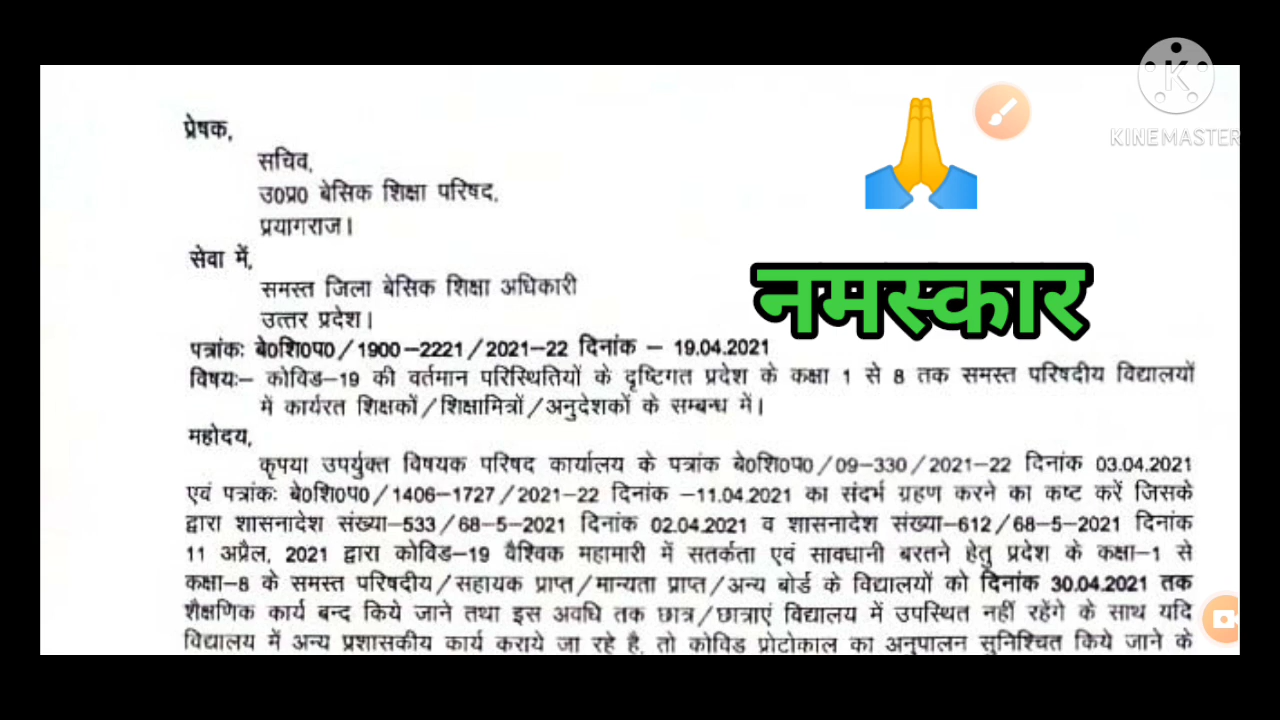 प्रेषक,
सचिव,
उ0प्र0 बेसिक शिक्षा परिषद,
प्रयागराज।
सेवा में,
समस्त जिला बेसिक शिक्षा अधिकारी
उत्तर प्रदेश।
पत्रांकः बे0शि0प0/1900-2221/2021-22 दिनांक - 19.04.2021
विषयः- कोविड-19 की वर्तमान परिस्थितियों के दृष्टिगत प्रदेश के कक्षा 1 से 8 तक समस्त परिषदीय विद्यालयों
में कार्यरत शिक्षकों/शिक्षामित्रों/अनुदेशकों के सम्बन्ध में।
महोदय,
कृपया उपर्युक्त विषयक परिषद कार्यालय के पत्रांक बे0शि0प0/09-330/2021-22 दिनांक 03.04.2021
एवं पत्रांकः बे0शि0प0/1406-1727/2021-22 दिनांक -11.04.2021 का संदर्भ ग्रहण करने का कष्ट करें जिसके
द्वारा शासनादेश संख्या-533/68-5-2021 दिनांक 02.04.2021 व शासनादेश संख्या-612/68-5-2021 दिनांक
11 अप्रैल, 2021 द्वारा कोविड-19 वैश्विक महामारी में सतर्कता एवं सावधानी बरतने हेतु प्रदेश के कक्षा-1 से
कक्षा-8 के समस्त परिषदीय/सहायक प्राप्त/मान्यता प्राप्त/अन्य बोर्ड के विद्यालयों को दिनांक 30.04.2021 तक
शैक्षणिक कार्य बन्द किये जाने तथा इस अवधि तक छात्र/छात्राएं विद्यालय में उपस्थित नहीं रहेंगे के साथ यदि
विद्यालय में अन्य प्रशासकीय कार्य कराये जा रहे है, तो कोविड प्रोटोकाल का अनुपालन सुनिश्चित किये जाने के
नमस्कार
K
KINEMASTER